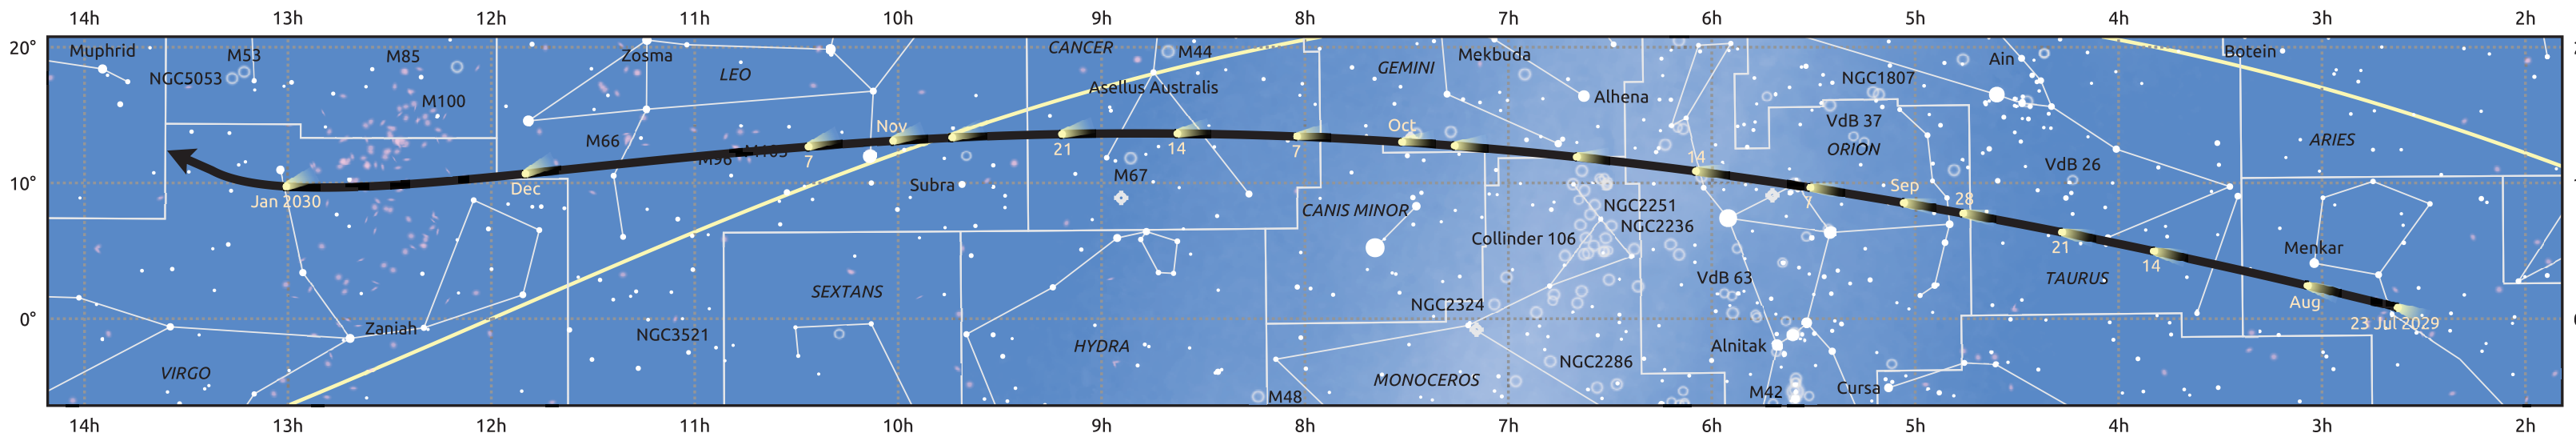 14h 13h 12h 11h 10h 9h 8h 7h 6h 5h 4h 3h 2h
20°
Muphrid
M53
M85
Zosma
CANCER
M44
Mekbuda
Ain
Botein
NGC5053
LEO
GEMINI
NGC1807
Asellus Australis
M100
Alhena
Nov
Oct
VdB 37
M66
ARIES
M96
M105
7
21
14
7
14
ORION
VdB 26
10°
Dec
Subra
M67
Sep
Jan 2030
CANIS MINOR
NGC2251
7
28
NGC2236
Collinder 106
21
Menkar
14
VdB 63
TAURUS
SEXTANS
NGC2324
Aug
0°
Zaniah
NGC3521
23 Jul 2029
HYDRA
Alnitak
NGC2286
VIRGO
MONOCEROS
Cursa
M48
M42
14h 13h 12h 11h 10h 9h 8h 7h 6h 5h 4h 3h 2h